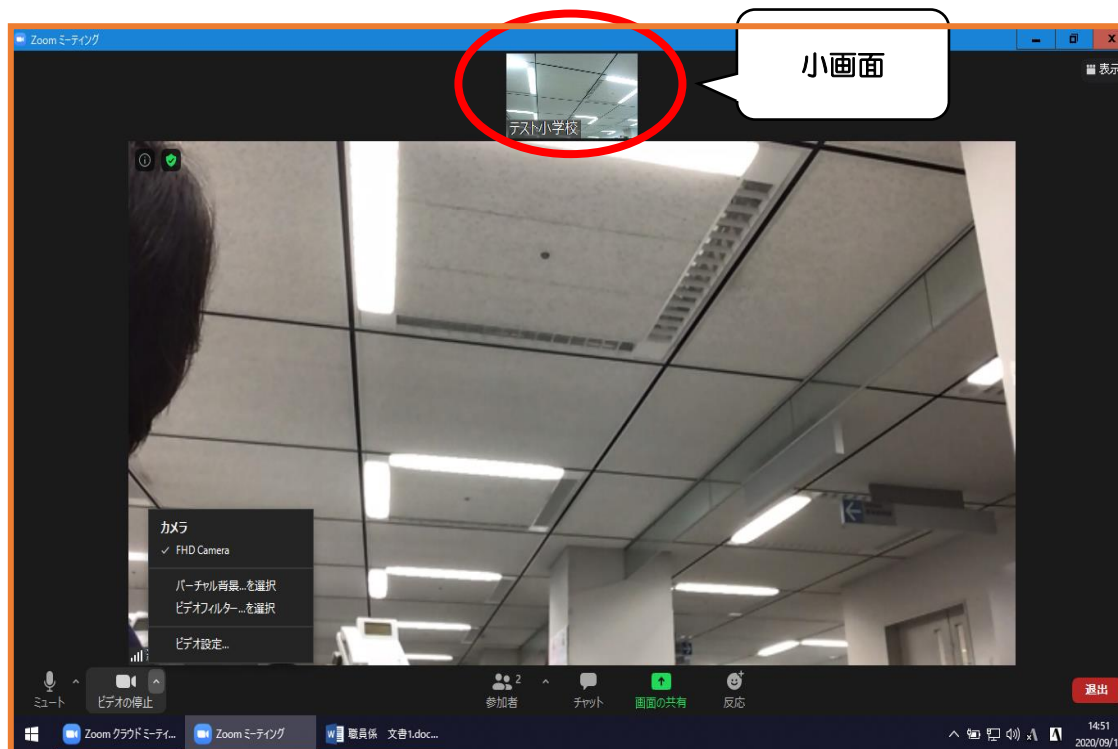 Zoom ミーティング
小画面
表示
テスト小学校
カメラ
✓ FHD Camera
バーチャル背景...を選択
ビデオフィルター...を選択
ビデオ設定...
ミュート
ビデオの停止
2
参加者
チャット
画面の共有
反応
退出
Zoom クラウド ミーティ...
Zoom ミーティング
職員係 文書1.doc...
A
14:51
2020/09/1